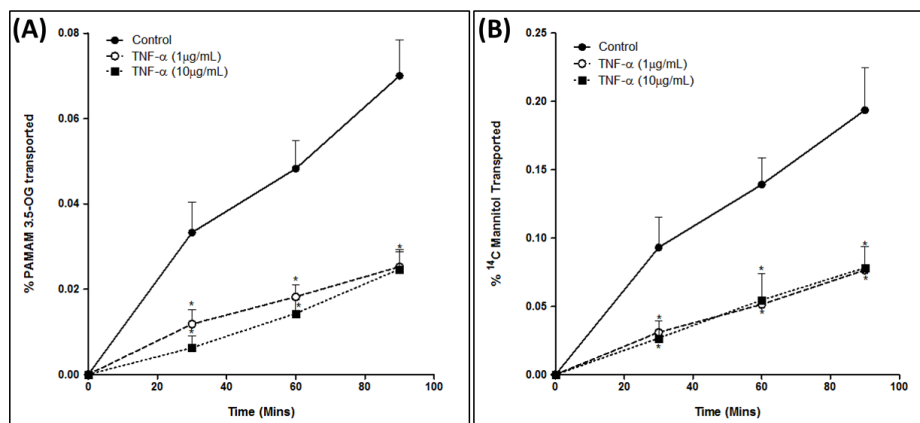 (A)
0.08
0.06
0.04
0.02
0.00
% PAMAM 3.5-OG transported
Control
TNF-α (1μg/mL)
TNF-α (10μg/mL)
*
*
*
*
*
0 20 40 60 80 100
Time (Mins)
(B)
0.25
0.20
0.15
0.10
0.05
0.00
% ¹⁴C Mannitol Transported
Control
TNF-α (1μg/mL)
TNF-α (10μg/mL)
*
*
*
*
*
*
0 20 40 60 80 100
Time (Mins)